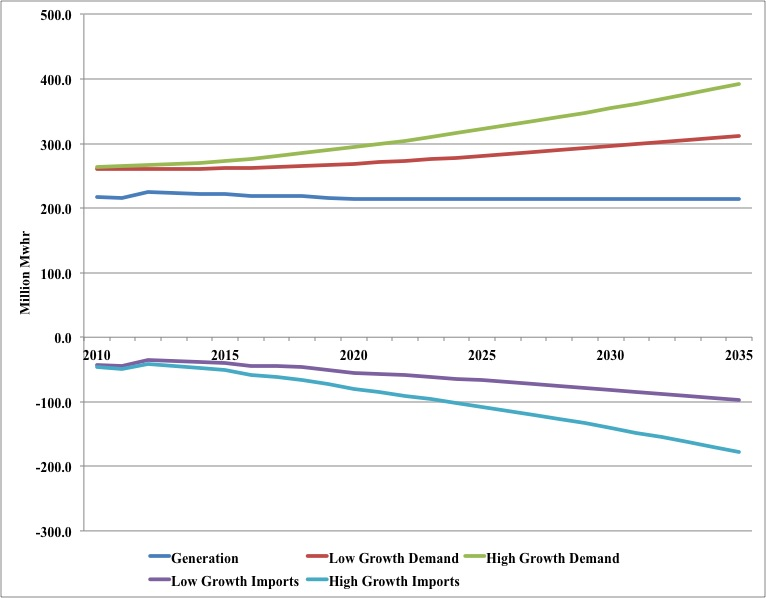 500.0
400.0
300.0
200.0
100.0
0.0
-100.0
-200.0
-300.0
Million Mwhr
2010 2015 2020 2025 2030 2035
Generation Low Growth Demand High Growth Demand
Low Growth Imports High Growth Imports